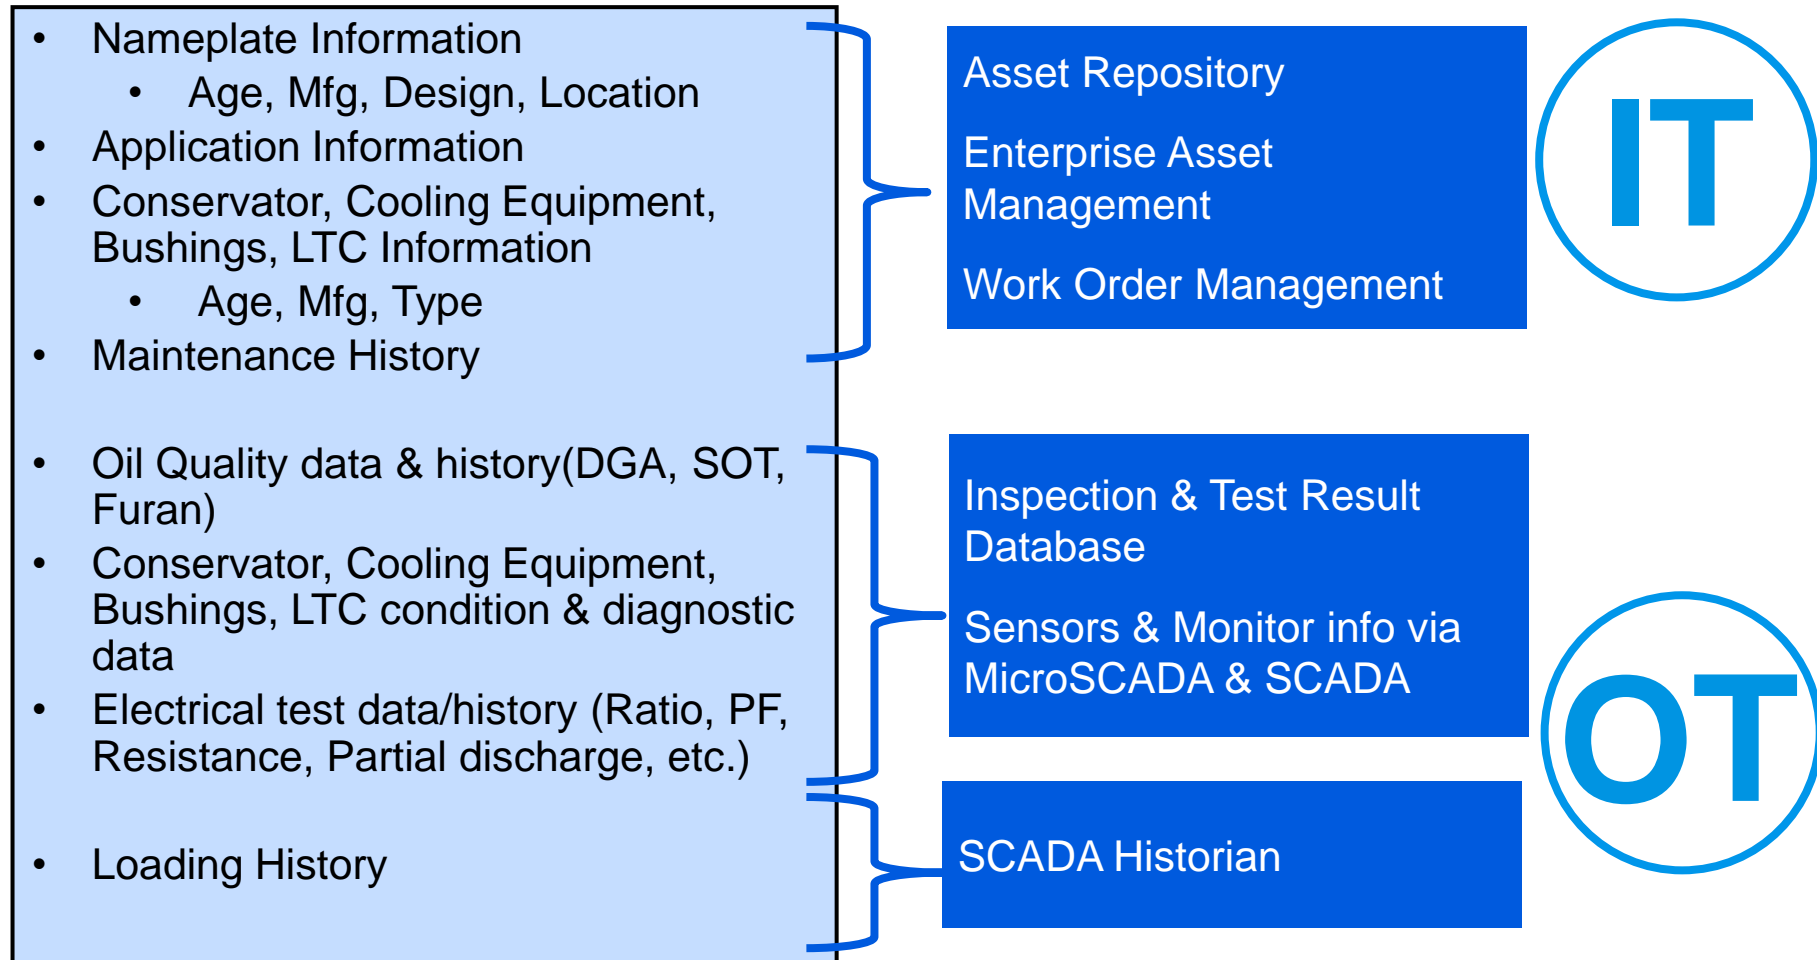 • Nameplate Information
• Age, Mfg, Design, Location
• Application Information
• Conservator, Cooling Equipment,
Bushings, LTC Information
• Age, Mfg, Type
• Maintenance History
• Oil Quality data & history(DGA, SOT,
Furan)
• Conservator, Cooling Equipment,
Bushings, LTC condition & diagnostic
data
• Electrical test data/history (Ratio, PF,
Resistance, Partial discharge, etc.)
• Loading History
Asset Repository
Enterprise Asset
Management
Work Order Management
IT
Inspection & Test Result
Database
Sensors & Monitor info via
MicroSCADA & SCADA
OT
SCADA Historian